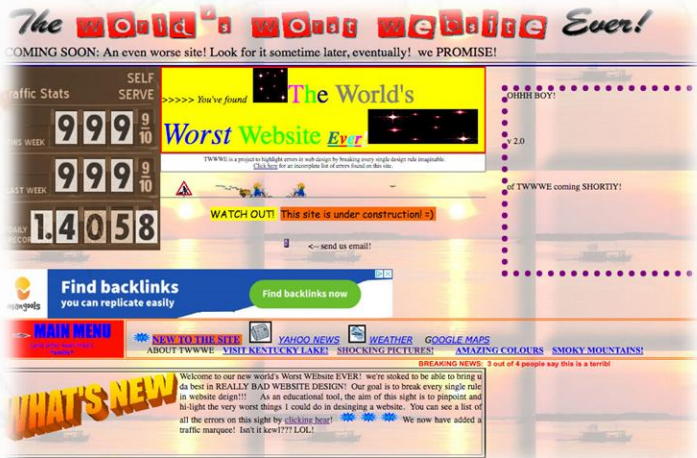 The World's Worst Website Ever!
COMING SOON: An even worse site! Look for it sometime later, eventually! we PROMISE!
SELF
raffic Stats SERVE
THIS WEEK 999 9/10
LAST WEEK 999 9/10
DAILY
RECORD 1.4058
>>>>> You've found The World's
Worst Website Ever!
TWWWE is a project to highlight errors in web design by breaking every single design rule imaginable.
Click here for an incomplete list of errors found on this site.
WATCH OUT! This site is under construction! =)
<-- send us email!
OHHH BOY!
v 2.0
of TWWWE coming SHORTlY!
mangools
Find backlinks
you can replicate easily
Find backlinks now
MAIN MENU
NEW TO THE SITE YAHOO NEWS WEATHER GOOGLE MAPS
ABOUT TWWWE VISIT KENTUCKY LAKE! SHOCKING PICTURES! AMAZING COLOURS SMOKY MOUNTAINS!
BREAKING NEWS: 3 out of 4 people say this is a terribl
WHAT'S NEW
Welcome to our new world's Worst WEbsite EVER! we're stoked to be able to bring u
da best in REALLY BAD WEBSITE DESIGN! Our goal is to break every single rule
in website deign!!! As an educational tool, the aim of this sight is to pinpoint and
hi-light the very worst things 1 could do in desinging a website. You can see a list of
all the errors on this sight by clicking hear! We now have added a
traffic marquee! Isn't it kewl??? LOL!